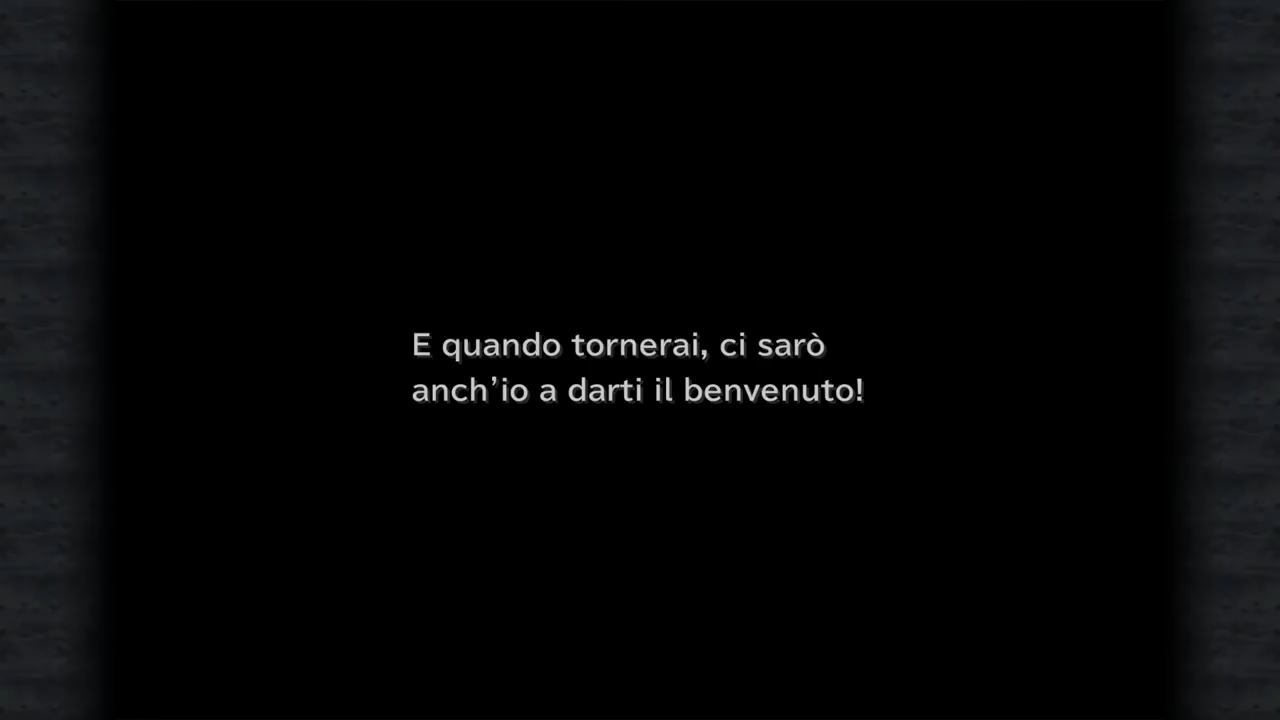 E quando tornerai, ci sarò
anch’io a darti il benvenuto!